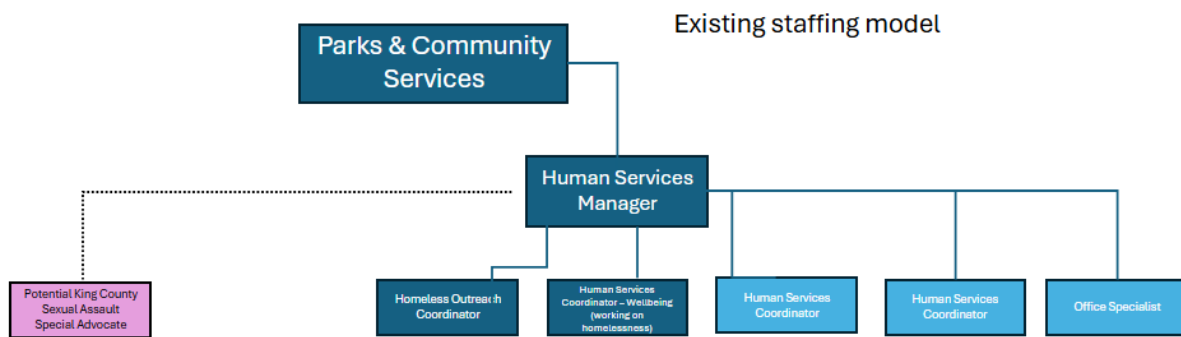 Existing staffing model
Parks & Community
Services
Human Services
Manager
Potential King County
Sexual Assault
Special Advocate
Homeless Outreach
Coordinator
Human Services
Coordinator – Wellbeing
(working on
homelessness)
Human Services
Coordinator
Human Services
Coordinator
Office Specialist